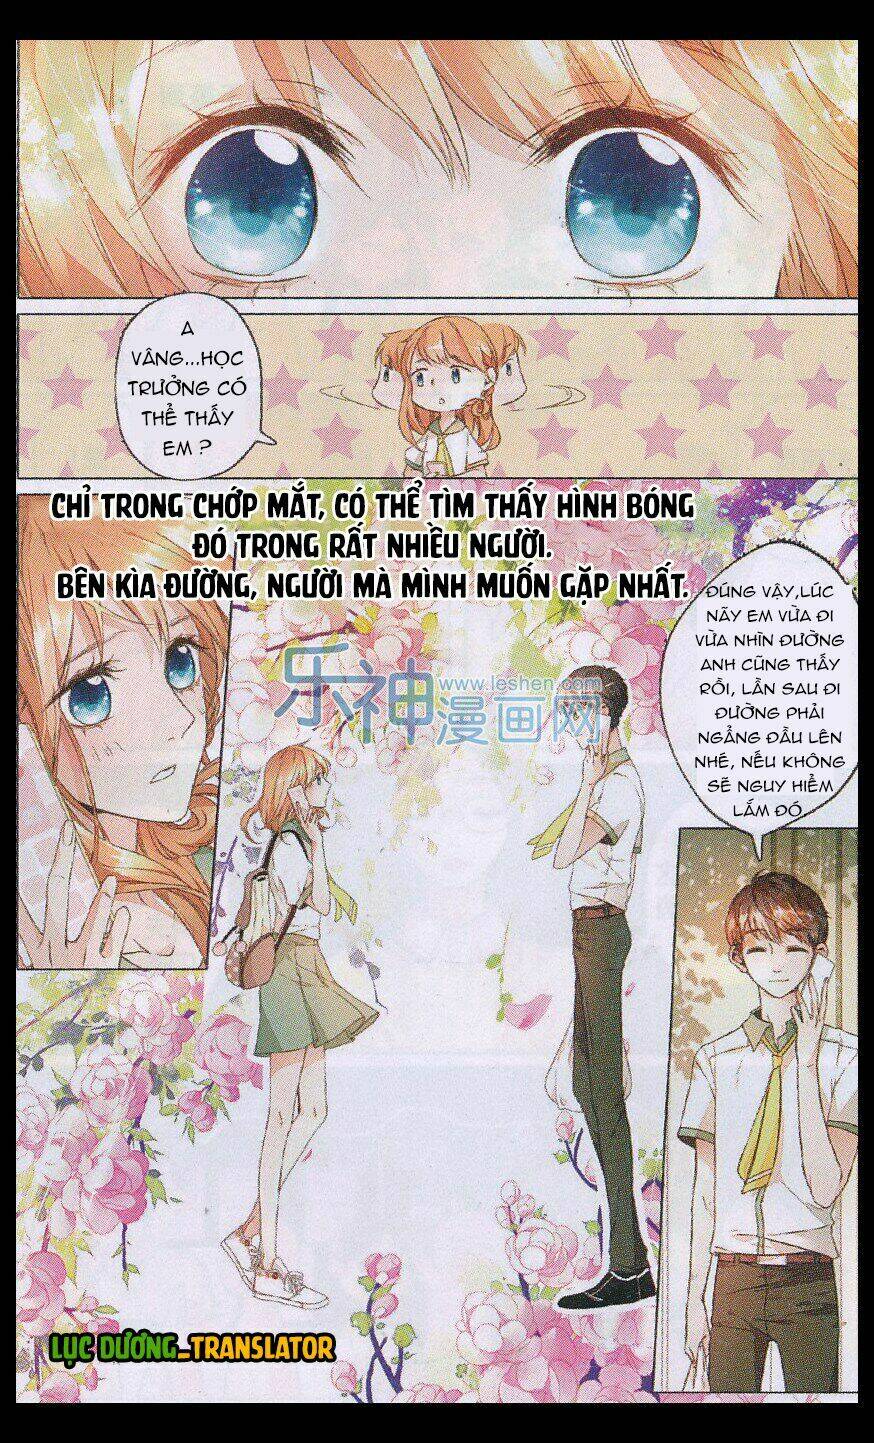 A
VÂNG...HỌC
TRƯỞNG CÓ
THỂ THẤY
EM ?
CHỈ TRONG CHỚP MẮT, CÓ THỂ TÌM THẤY HÌNH BÓNG
ĐÓ TRONG RẤT NHIỀU NGƯỜI.
BÊN KÌA ĐƯỜNG, NGƯỜI MÀ MÌNH MUỐN GẶP NHẤT.
ĐÚNG VẬY,LÚC
NÃY EM VỪA ĐI
VỪA NHÌN ĐƯỜNG
ANH CŨNG THẤY
RỒI, LẦN SAU ĐI
ĐƯỜNG PHẢI
NGẨNG ĐẦU LÊN
NHÉ, NẾU KHÔNG
SẼ NGUY HIỂM
LẮM ĐÓ
乐神漫画网
www.leshen.com
LỤC DƯƠNG_TRANSLATOR